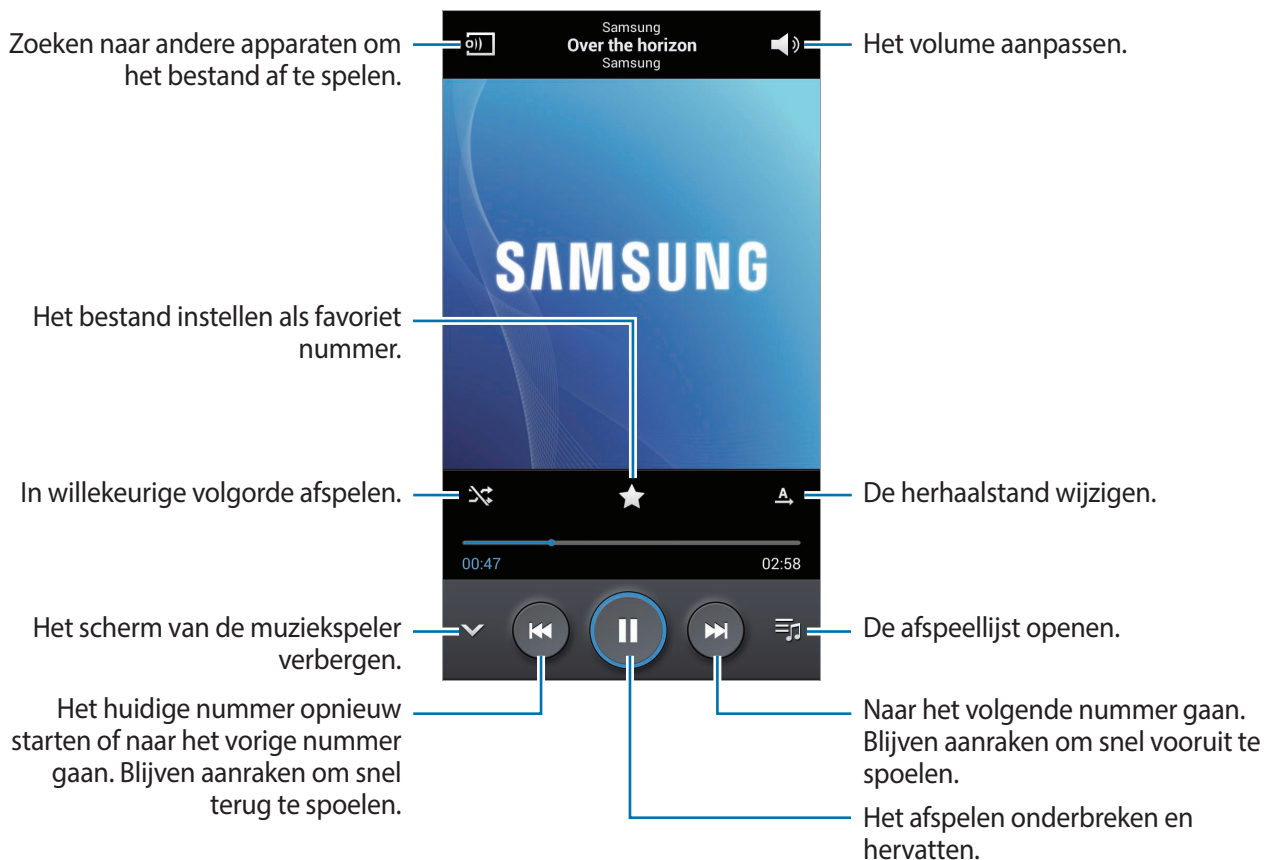 Zoeken naar andere apparaten om
het bestand af te spelen.
Samsung
Over the horizon
Samsung
Het volume aanpassen.
SAMSUNG
Het bestand instellen als favoriet
nummer.
In willekeurige volgorde afspelen.
A
De herhaalstand wijzigen.
00:47
02:58
Het scherm van de muziekspeler
verbergen.
De afspeellijst openen.
Het huidige nummer opnieuw
starten of naar het vorige nummer
gaan. Blijven aanraken om snel
terug te spoelen.
Naar het volgende nummer gaan.
Blijven aanraken om snel vooruit te
spoelen.
Het afspelen onderbreken en
hervatten.